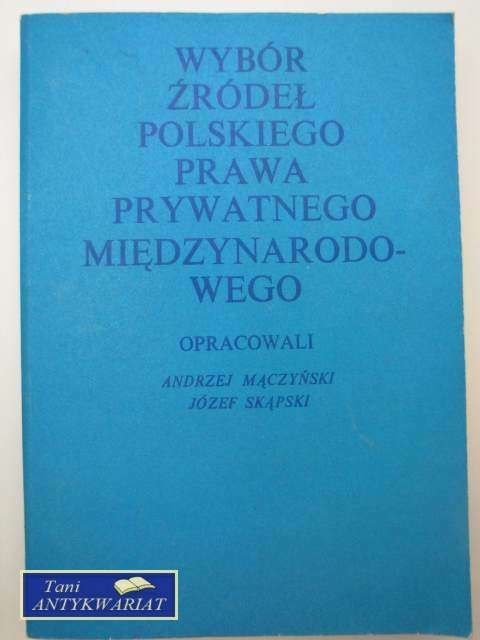 WYBÓR
ŹRÓDEŁ
POLSKIEGO
PRAWA
PRYWATNEGO
MIĘDZYNARODO-
WEGO
OPRACOWALI
ANDRZEJ MĄCZYŃSKI
JÓZEF SKĄPSKI
Tani
ANTYKWARIAT